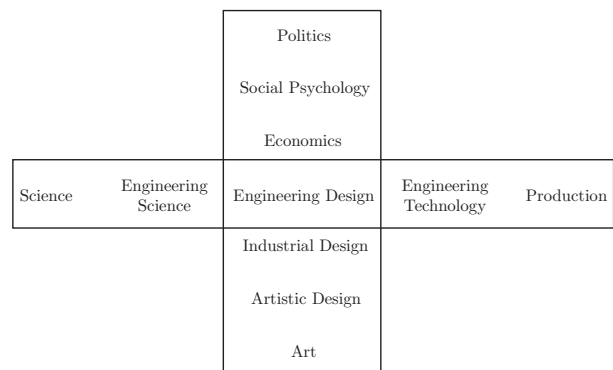 Politics
Social Psychology
Economics
Science
Engineering
Science
Engineering Design
Engineering
Technology
Production
Industrial Design
Artistic Design
Art